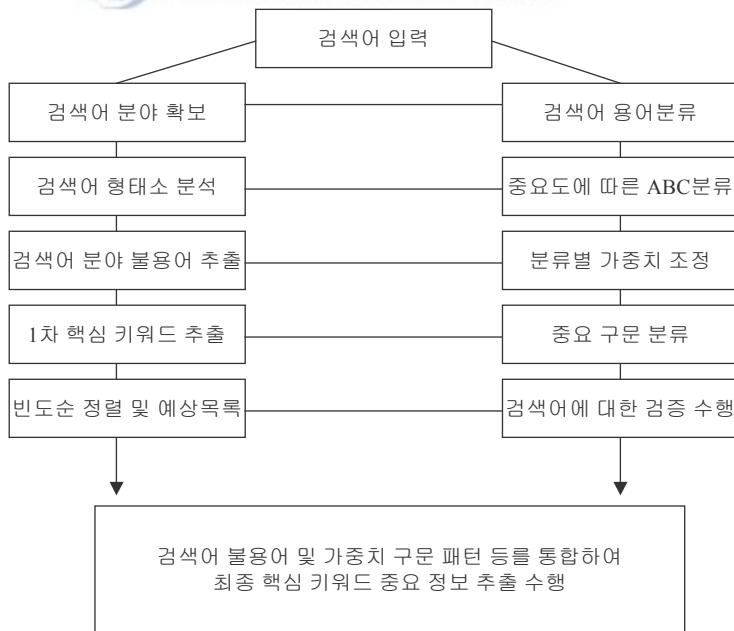 검색어 입력
검색어 분야 확보
검색어 용어분류
검색어 형태소 분석
중요도에 따른 ABC분류
검색어 분야 불용어 추출
분류별 가중치 조정
1차 핵심 키워드 추출
중요 구문 분류
빈도순 정렬 및 예상목록
검색어에 대한 검증 수행
검색어 불용어 및 가중치 구문 패턴 등를 통합하여
최종 핵심 키워드 중요 정보 추출 수행